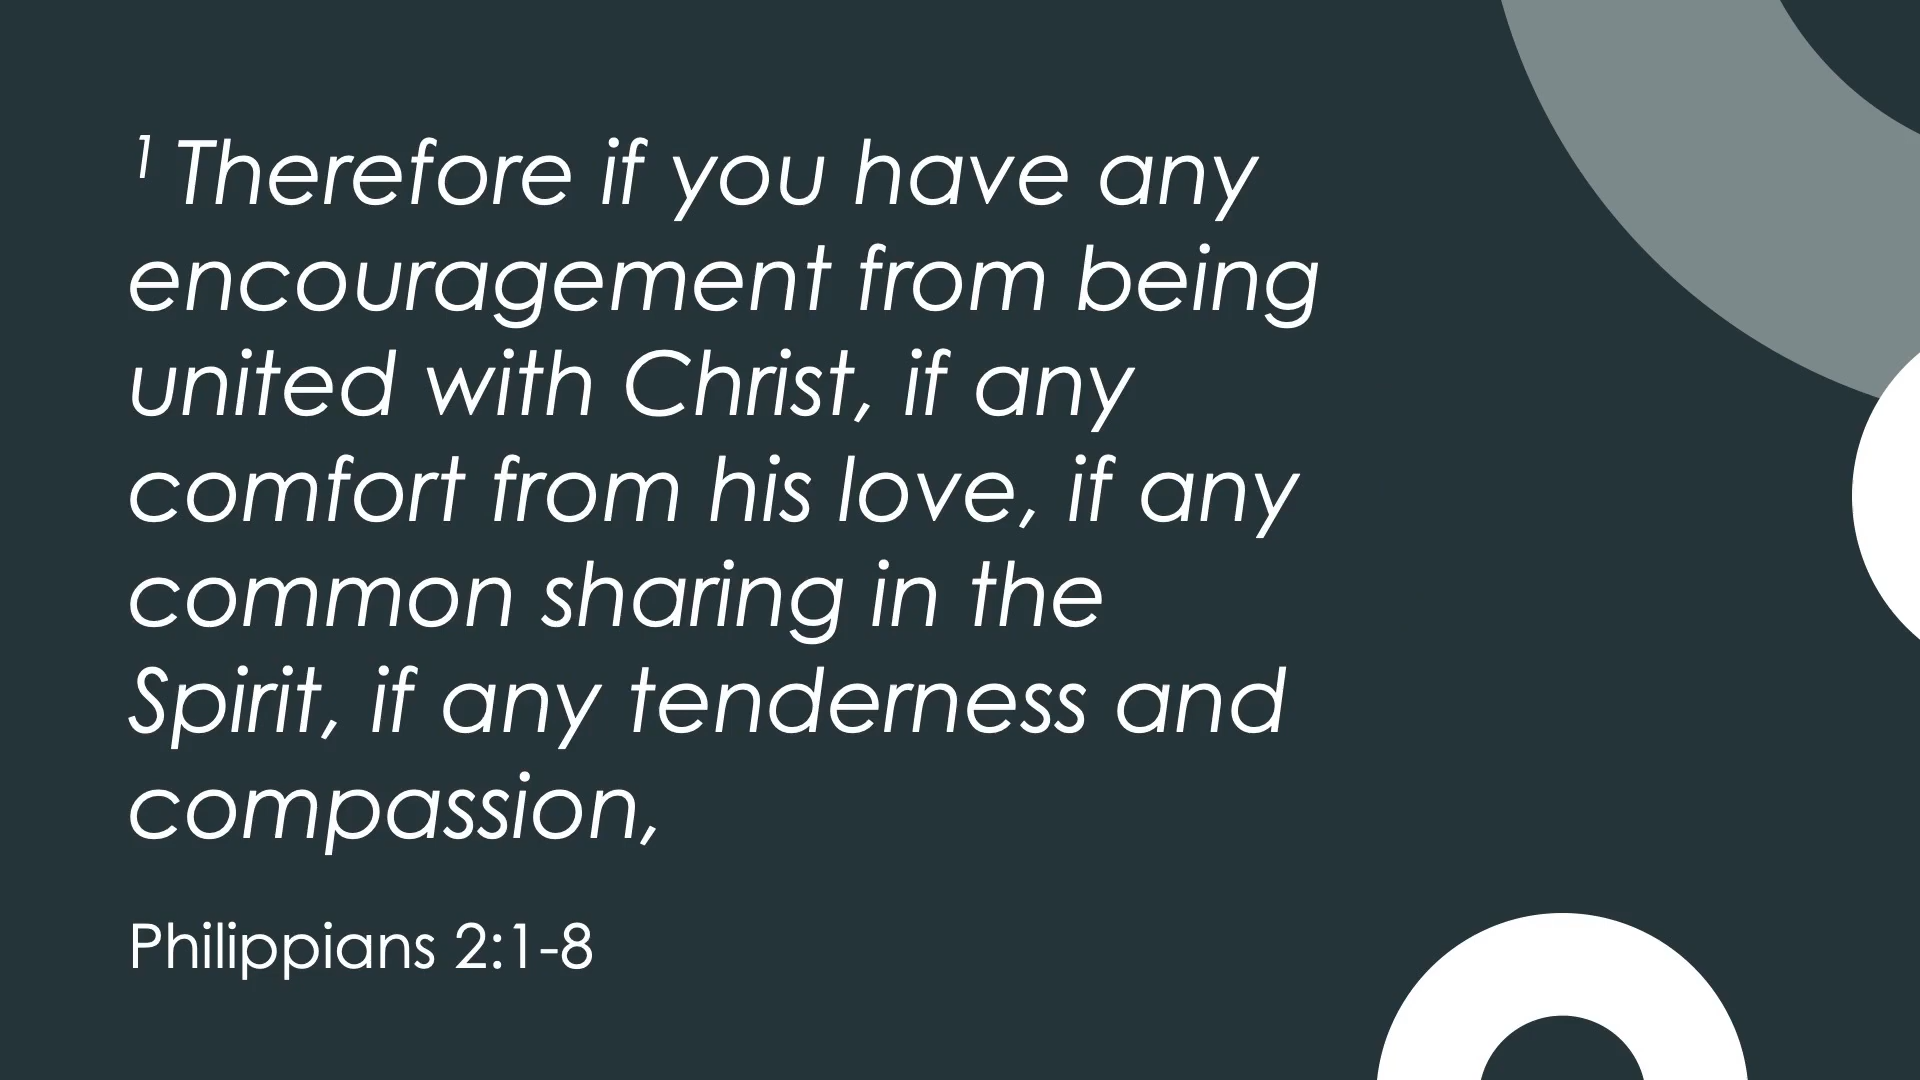 1 Therefore if you have any
encouragement from being
united with Christ, if any
comfort from his love, if any
common sharing in the
Spirit, if any tenderness and
compassion,
Philippians 2:1-8